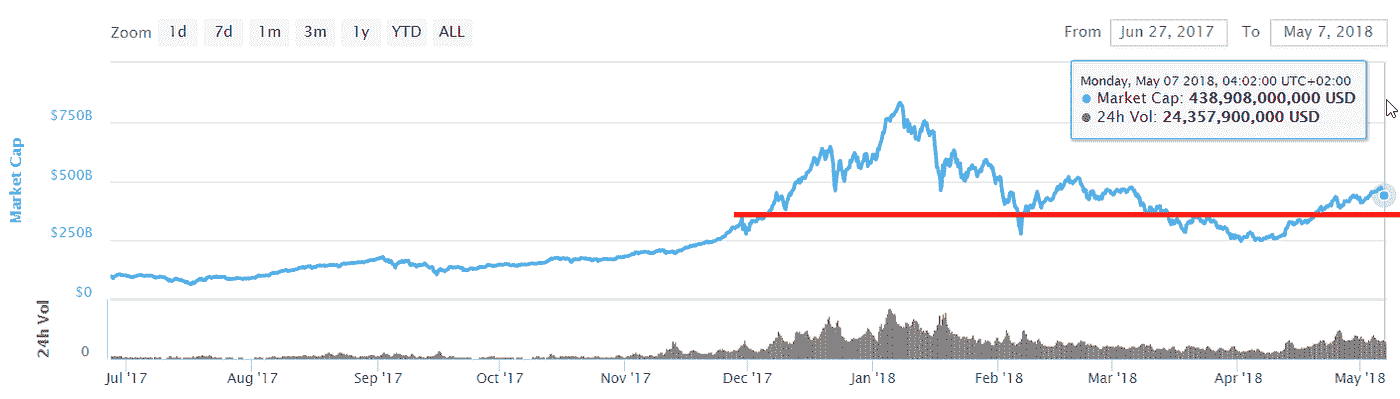 Zoom 1d 7d 1m 3m 1y YTD ALL From Jun 27, 2017 To May 7, 2018
Monday, May 07 2018, 04:02:00 UTC+02:00
Market Cap: 438,908,000,000 USD
24h Vol: 24,357,900,000 USD
Market Cap
$750B
$500B
$250B
$0
24h Vol
0
Jul '17 Aug '17 Sep '17 Oct '17 Nov '17 Dec '17 Jan '18 Feb '18 Mar '18 Apr '18 May '18